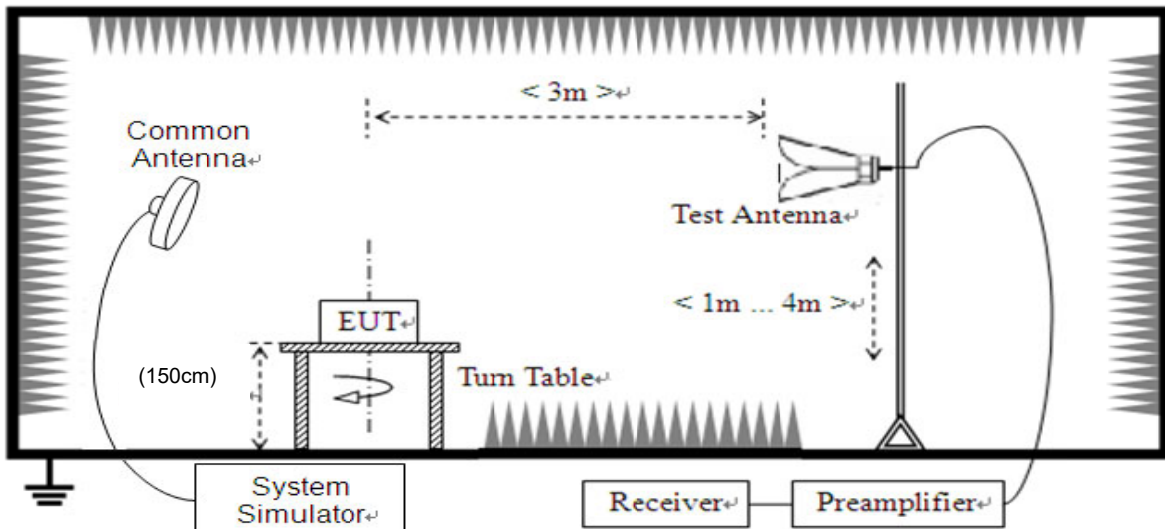 < 3m >↵
Common
Antenna↵
Test Antenna↵
< 1m ... 4m >↵
EUT↵
(150cm)
Turn Table↵
System
Simulator↵
Receiver↵
Preamplifier↵